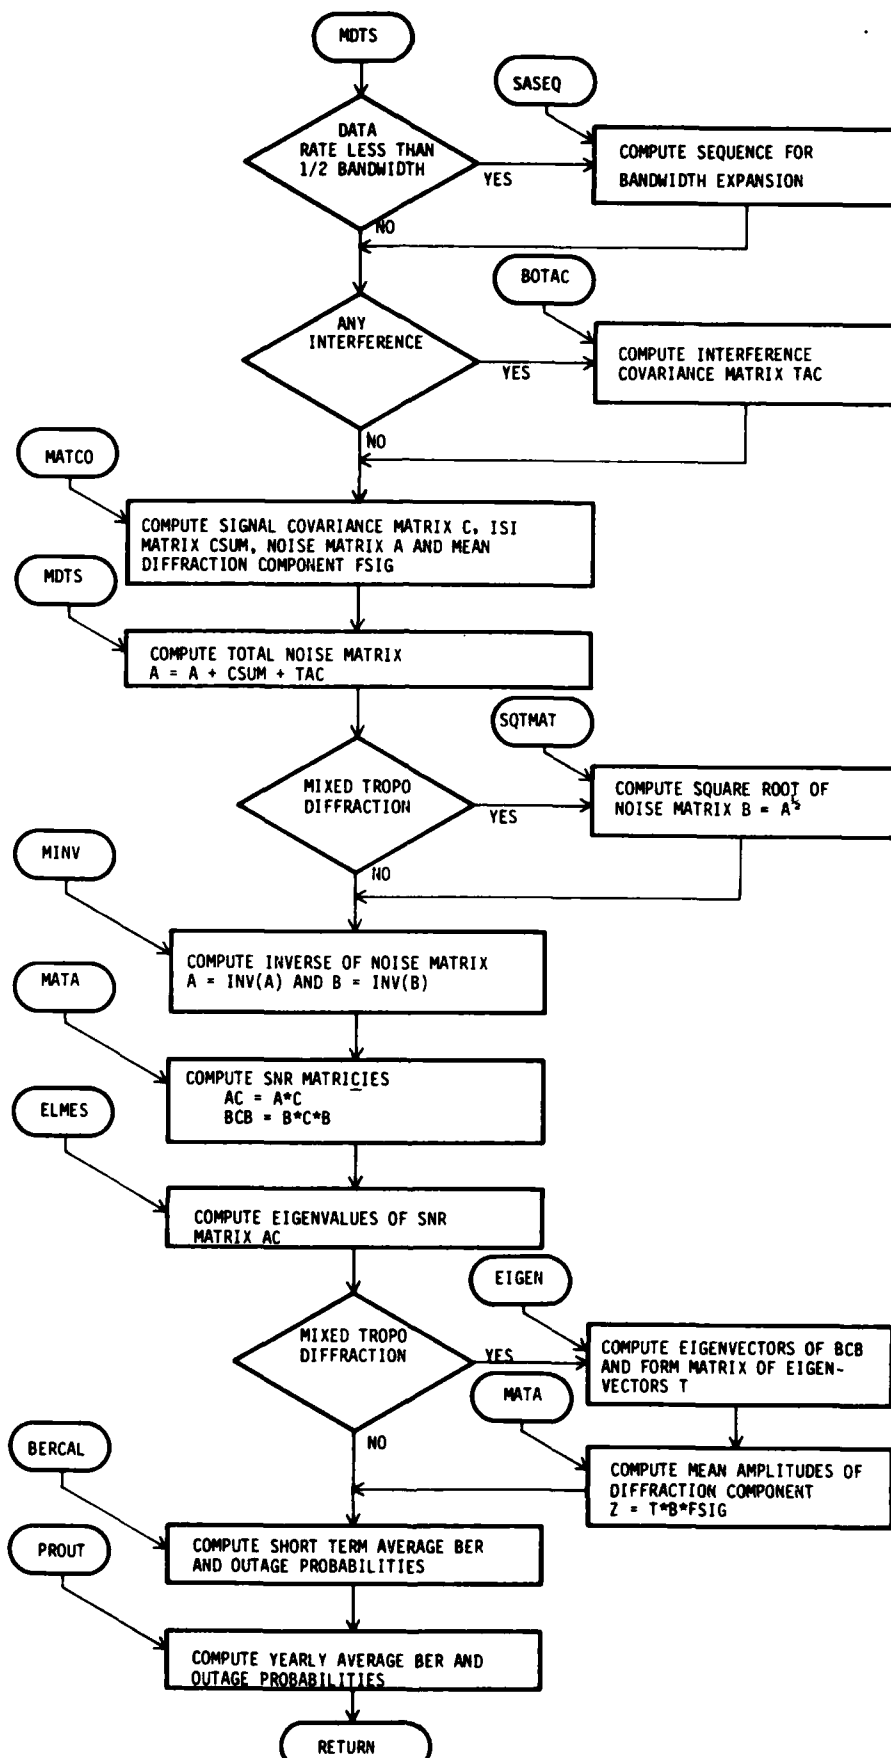 MDTS
SASEQ
DATA
RATE LESS THAN
1/2 BANDWIDTH
YES
COMPUTE SEQUENCE FOR
BANDWIDTH EXPANSION
NO
BOTAC
ANY
INTERFERENCE
YES
COMPUTE INTERFERENCE
COVARIANCE MATRIX TAC
NO
MATCO
COMPUTE SIGNAL COVARIANCE MATRIX C, ISI
MATRIX CSUM, NOISE MATRIX A AND MEAN
DIFFRACTION COMPONENT FSIG
MDTS
COMPUTE TOTAL NOISE MATRIX
A = A + CSUM + TAC
SQTMAT
MIXED TROPO
DIFFRACTION
YES
COMPUTE SQUARE ROOT OF
NOISE MATRIX B = A½
NO
MINV
COMPUTE INVERSE OF NOISE MATRIX
A = INV(A) AND B = INV(B)
MATA
COMPUTE SNR MATRICIES
AC = A*C
BCB = B*C*B
ELMES
COMPUTE EIGENVALUES OF SNR
MATRIX AC
EIGEN
MIXED TROPO
DIFFRACTION
YES
COMPUTE EIGENVECTORS OF BCB
AND FORM MATRIX OF EIGEN-
VECTORS T
MATA
NO
COMPUTE MEAN AMPLITUDES OF
DIFFRACTION COMPONENT
Z = T*B*FSIG
BERCAL
COMPUTE SHORT TERM AVERAGE BER
AND OUTAGE PROBABILITIES
PROUT
COMPUTE YEARLY AVERAGE BER AND
OUTAGE PROBABILITIES
RETURN